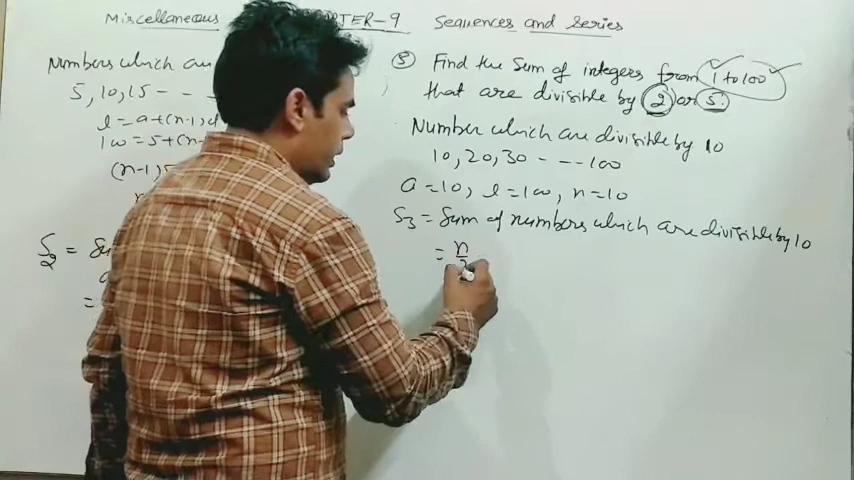 Miscellaneous CHAPTER-9 Sequences and series
Numbers which are
5, 10, 15 - - -
l = a+(n-1)d
100 = 5+(n-
(n-1)5
S2 =
=
5 Find the Sum of integers from 1 to 100
that are divisible by 2 or 5.
Number which are divisible by 10
10, 20, 30 - - - - 100
a = 10, l = 100, n = 10
S3 = Sum of numbers which are divisible by 10
= n